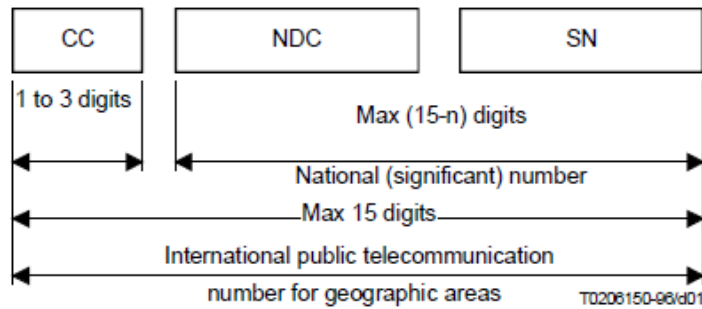 CC NDC SN
1 to 3 digits
Max (15-n) digits
National (significant) number
Max 15 digits
International public telecommunication
number for geographic areas
T0206150-96/d01